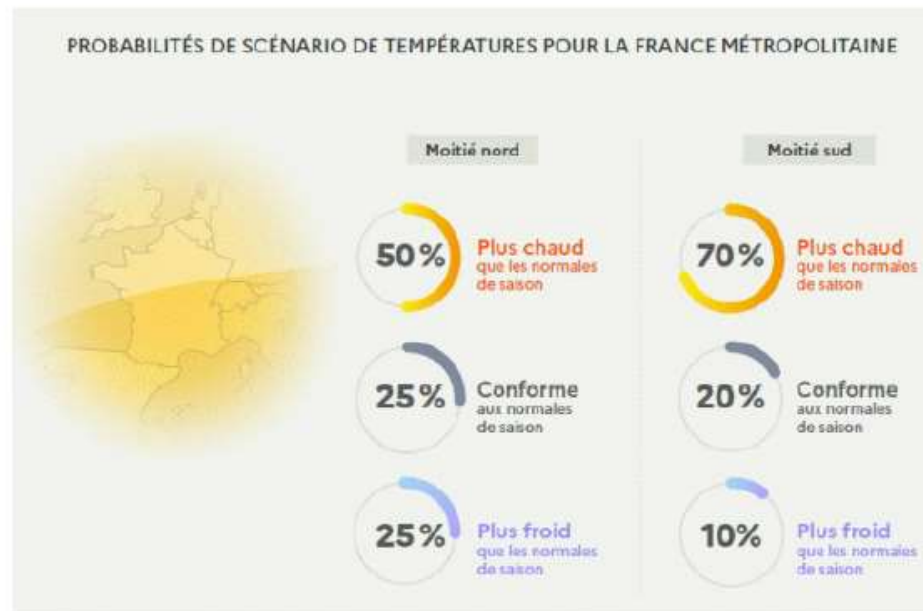 PROBABILITÉS DE SCÉNARIO DE TEMPÉRATURES POUR LA FRANCE MÉTROPOLITAINE
Moitié nord
50%
Plus chaud
que les normales
de saison
25%
Conforme
aux normales
de saison
25%
Plus froid
que les normales
de saison
Moitié sud
70%
Plus chaud
que les normales
de saison
20%
Conforme
aux normales
de saison
10%
Plus froid
que les normales
de saison